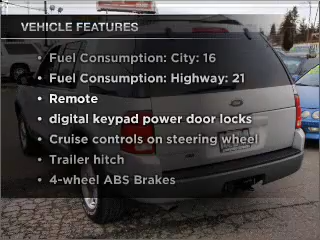 VEHICLE FEATURES
• Fuel Consumption: City: 16
• Fuel Consumption: Highway: 21
• Remote
• digital keypad power door locks
• Cruise controls on steering wheel
• Trailer hitch
• 4-wheel ABS Brakes